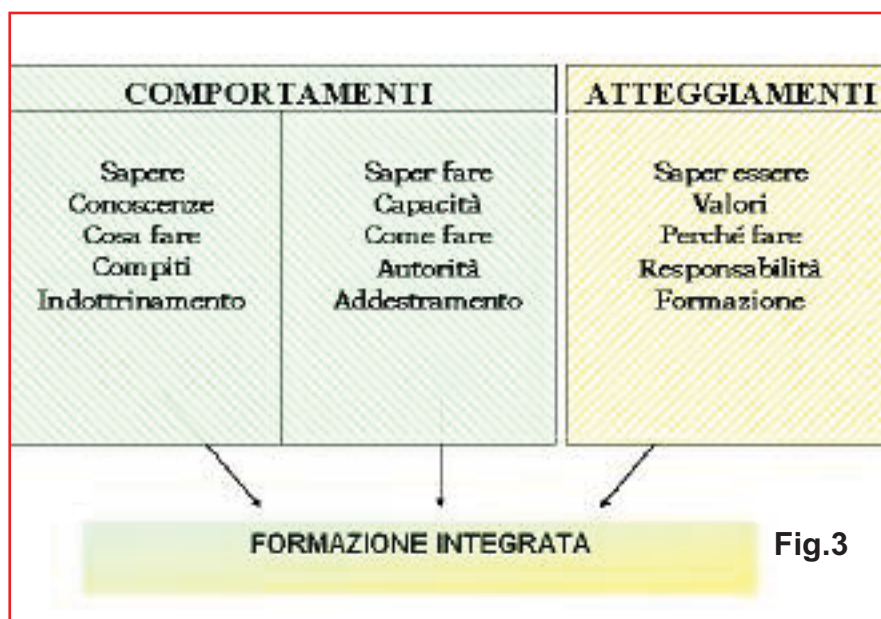 COMPORTAMENTI
ATTEGGIAMENTI
Sapere
Conoscenze
Cosa fare
Compiti
Indottrinamento
Saper fare
Capacità
Come fare
Autorità
Addestramento
Saper essere
Valori
Perché fare
Responsabilità
Formazione
FORMAZIONE INTEGRATA
Fig.3